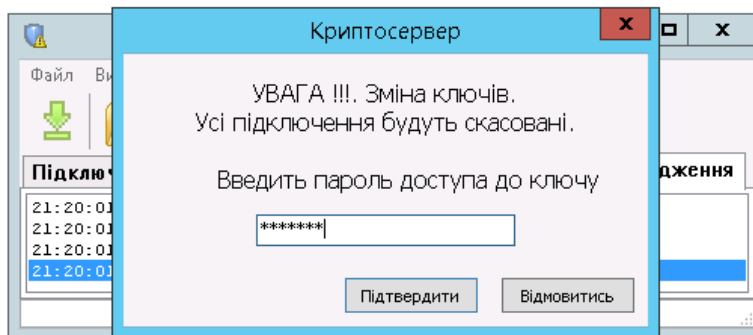 Криптосервер
x
x
Файл
УВАГА !!!. Зміна ключів.
Усі підключення будуть скасовані.
Введить пароль доступа до ключу
*******
21:20:01
21:20:01
21:20:01
21:20:01
Підтвердити
Відмовитись